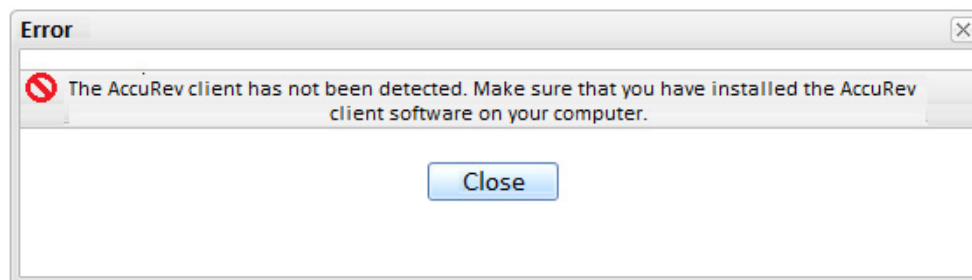 Error
The AccuRev client has not been detected. Make sure that you have installed the AccuRev
client software on your computer.
Close